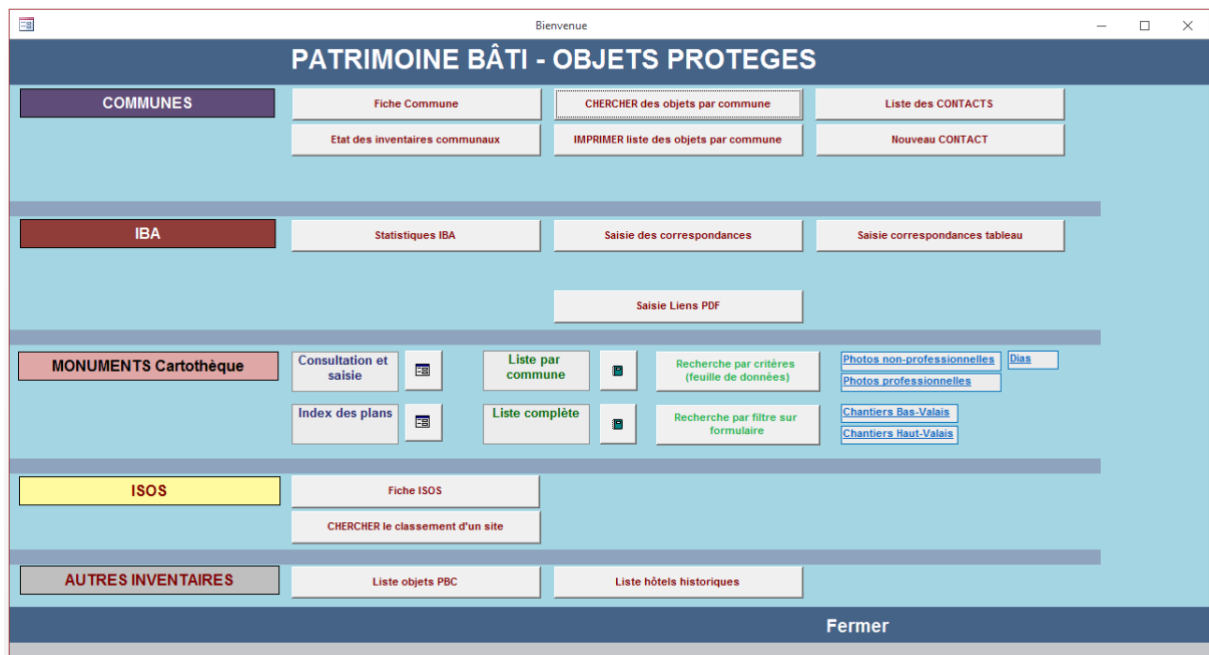 Bienvenue
PATRIMOINE BÂTI - OBJETS PROTEGES
COMMUNES
Fiche Commune
CHERCHER des objets par commune
Liste des CONTACTS
Etat des inventaires communaux
IMPRIMER liste des objets par commune
Nouveau CONTACT
IBA
Statistiques IBA
Saisie des correspondances
Saisie correspondances tableau
Saisie Liens PDF
MONUMENTS Cartothèque
Consultation et
saisie
Liste par
commune
Recherche par critères
(feuille de données)
Photos non-professionnelles
Dias
Photos professionnelles
Index des plans
Liste complète
Recherche par filtre sur
formulaire
Chantiers Bas-Valais
Chantiers Haut-Valais
ISOS
Fiche ISOS
CHERCHER le classement d'un site
AUTRES INVENTAIRES
Liste objets PBC
Liste hôtels historiques
Fermer